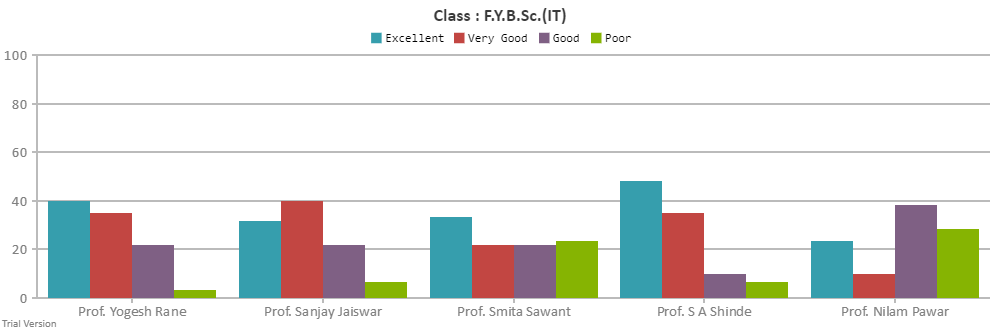 Class : F.Y.B.Sc.(IT)
Excellent Very Good Good Poor
100
80
60
40
20
0
Prof. Yogesh Rane Prof. Sanjay Jaiswar Prof. Smita Sawant Prof. S A Shinde Prof. Nilam Pawar
Trial Version